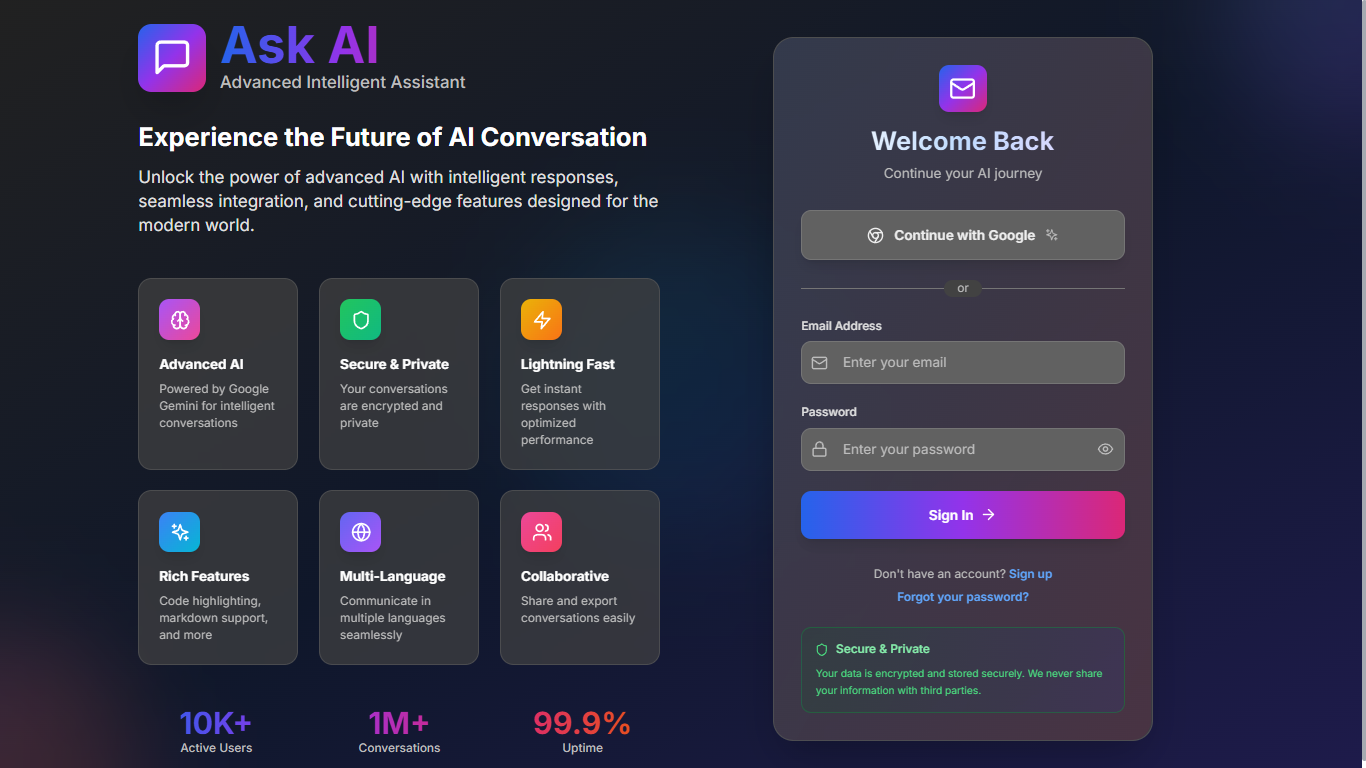 Ask AI
Advanced Intelligent Assistant
Experience the Future of AI Conversation
Unlock the power of advanced AI with intelligent responses,
seamless integration, and cutting-edge features designed for the
modern world.
Advanced AI
Powered by Google
Gemini for intelligent
conversations
Secure & Private
Your conversations
are encrypted and
private
Lightning Fast
Get instant
responses with
optimized
performance
Rich Features
Code highlighting,
markdown support,
and more
Multi-Language
Communicate in
multiple languages
seamlessly
Collaborative
Share and export
conversations easily
10K+
Active Users
1M+
Conversations
99.9%
Uptime
Welcome Back
Continue your AI journey
Continue with Google
or
Email Address
Enter your email
Password
Enter your password
Sign In
Don't have an account? Sign up
Forgot your password?
Secure & Private
Your data is encrypted and stored securely. We never share
your information with third parties.